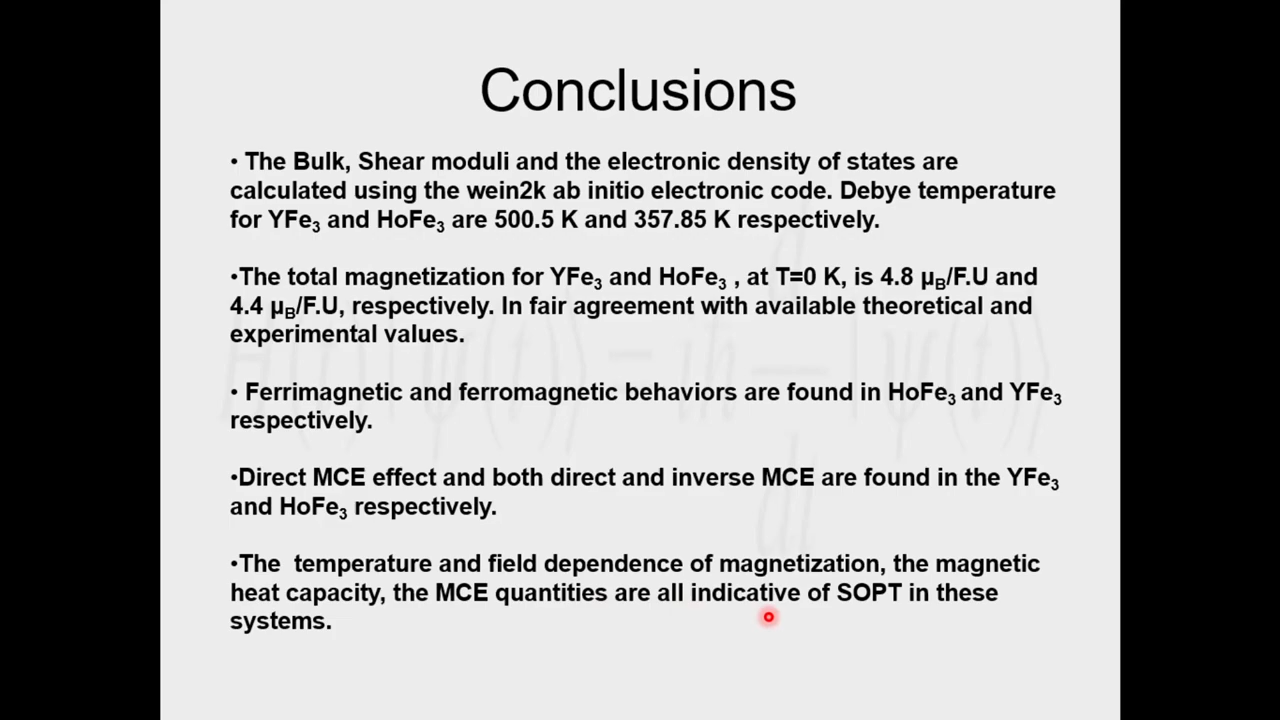 Conclusions
• The Bulk, Shear moduli and the electronic density of states are
calculated using the wein2k ab initio electronic code. Debye temperature
for YFe₃ and HoFe₃ are 500.5 K and 357.85 K respectively.
•The total magnetization for YFe₃ and HoFe₃ , at T=0 K, is 4.8 μ_B/F.U and
4.4 μ_B/F.U, respectively. In fair agreement with available theoretical and
experimental values.
• Ferrimagnetic and ferromagnetic behaviors are found in HoFe₃ and YFe₃
respectively.
•Direct MCE effect and both direct and inverse MCE are found in the YFe₃
and HoFe₃ respectively.
•The  temperature and field dependence of magnetization, the magnetic
heat capacity, the MCE quantities are all indicative of SOPT in these
systems.